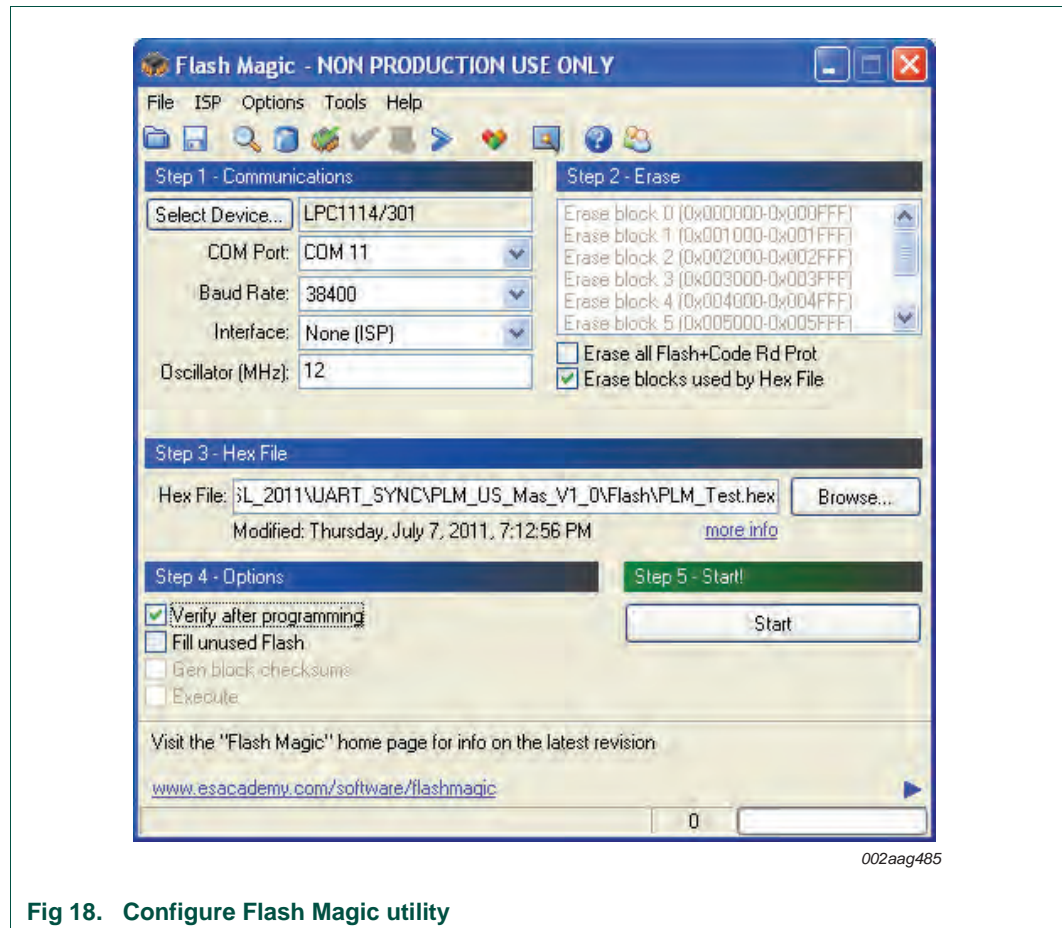 Flash Magic - NON PRODUCTION USE ONLY
File ISP Options Tools Help
Step 1 - Communications
Select Device... LPC1114/301
COM Port: COM 11
Baud Rate: 38400
Interface: None (ISP)
Oscillator (MHz): 12
Step 2 - Erase
Erase block 0 (0x000000-0x000FFF)
Erase block 1 (0x001000-0x001FFF)
Erase block 2 (0x002000-0x002FFF)
Erase block 3 (0x003000-0x003FFF)
Erase block 4 (0x004000-0x004FFF)
Erase block 5 (0x005000-0x005FFF)
Erase all Flash+Code Rd Prot
Erase blocks used by Hex File
Step 3 - Hex File
Hex File: SL_2011\UART_SYNC\PLM_US_Mas_V1_0\Flash\PLM_Test.hex Browse...
Modified: Thursday, July 7, 2011, 7:12:56 PM more info
Step 4 - Options
Verify after programming
Fill unused Flash
Gen block checksums
Execute
Step 5 - Start!
Start
Visit the "Flash Magic" home page for info on the latest revision
www.esacademy.com/software/flashmagic
0
002aag485
Fig 18. Configure Flash Magic utility